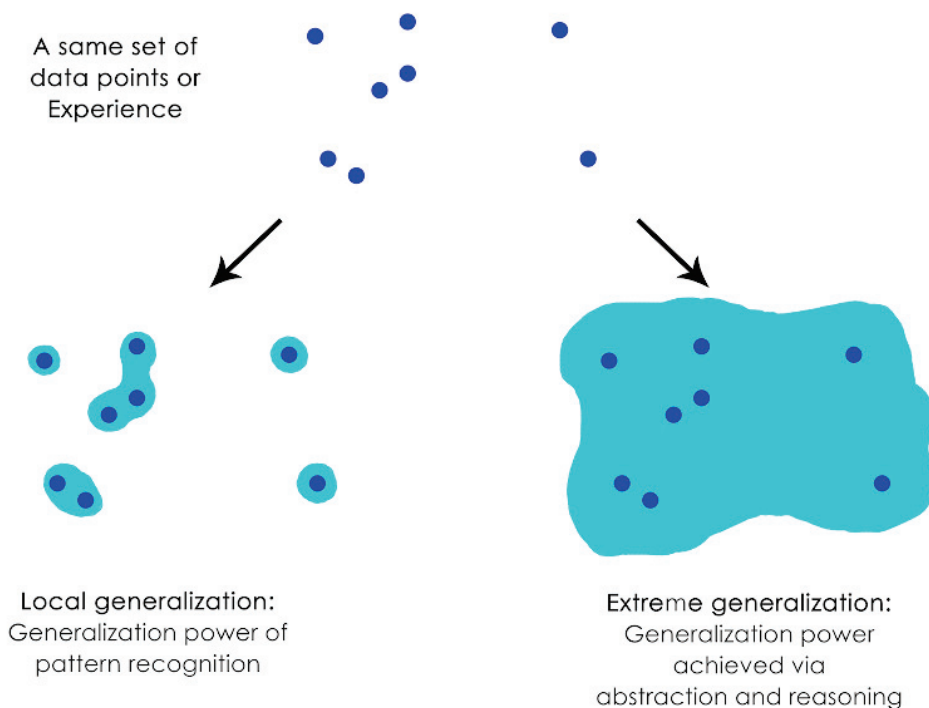 A same set of
data points or
Experience
Local generalization:
Generalization power of
pattern recognition
Extreme generalization:
Generalization power
achieved via
abstraction and reasoning